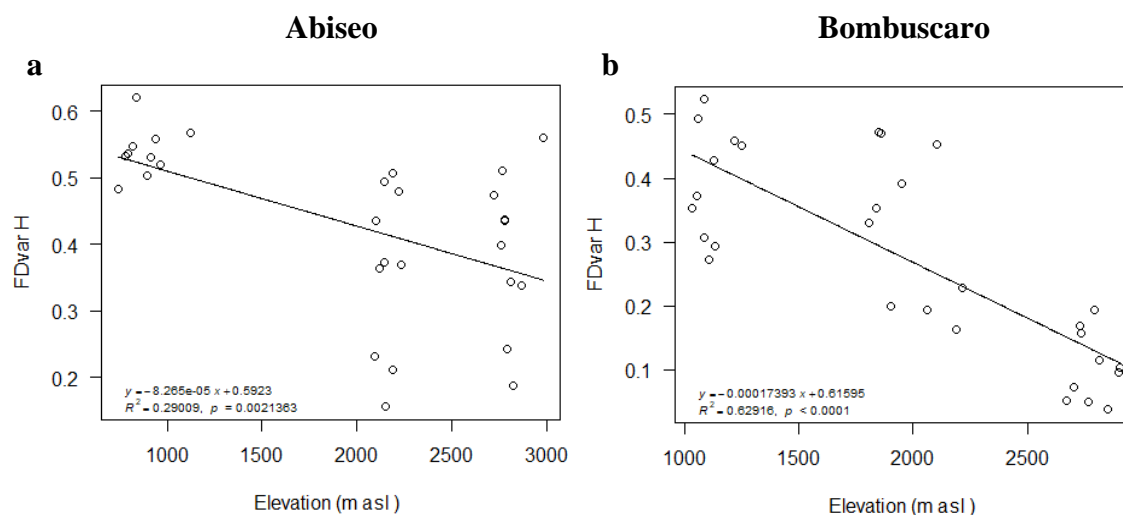 Abiseo
Bombuscaro
a
b
0.6
0.5
0.4
0.3
0.2
FDvar H
y = − 8.265e-05 x + 0.5923
R² = 0.29009, p = 0.0021363
1000
1500
2000
2500
3000
Elevation (m asl )
0.5
0.4
0.3
0.2
0.1
FDvar H
y = − 0.00017393 x + 0.61595
R² = 0.62916, p < 0.0001
1000
1500
2000
2500
Elevation (m asl )